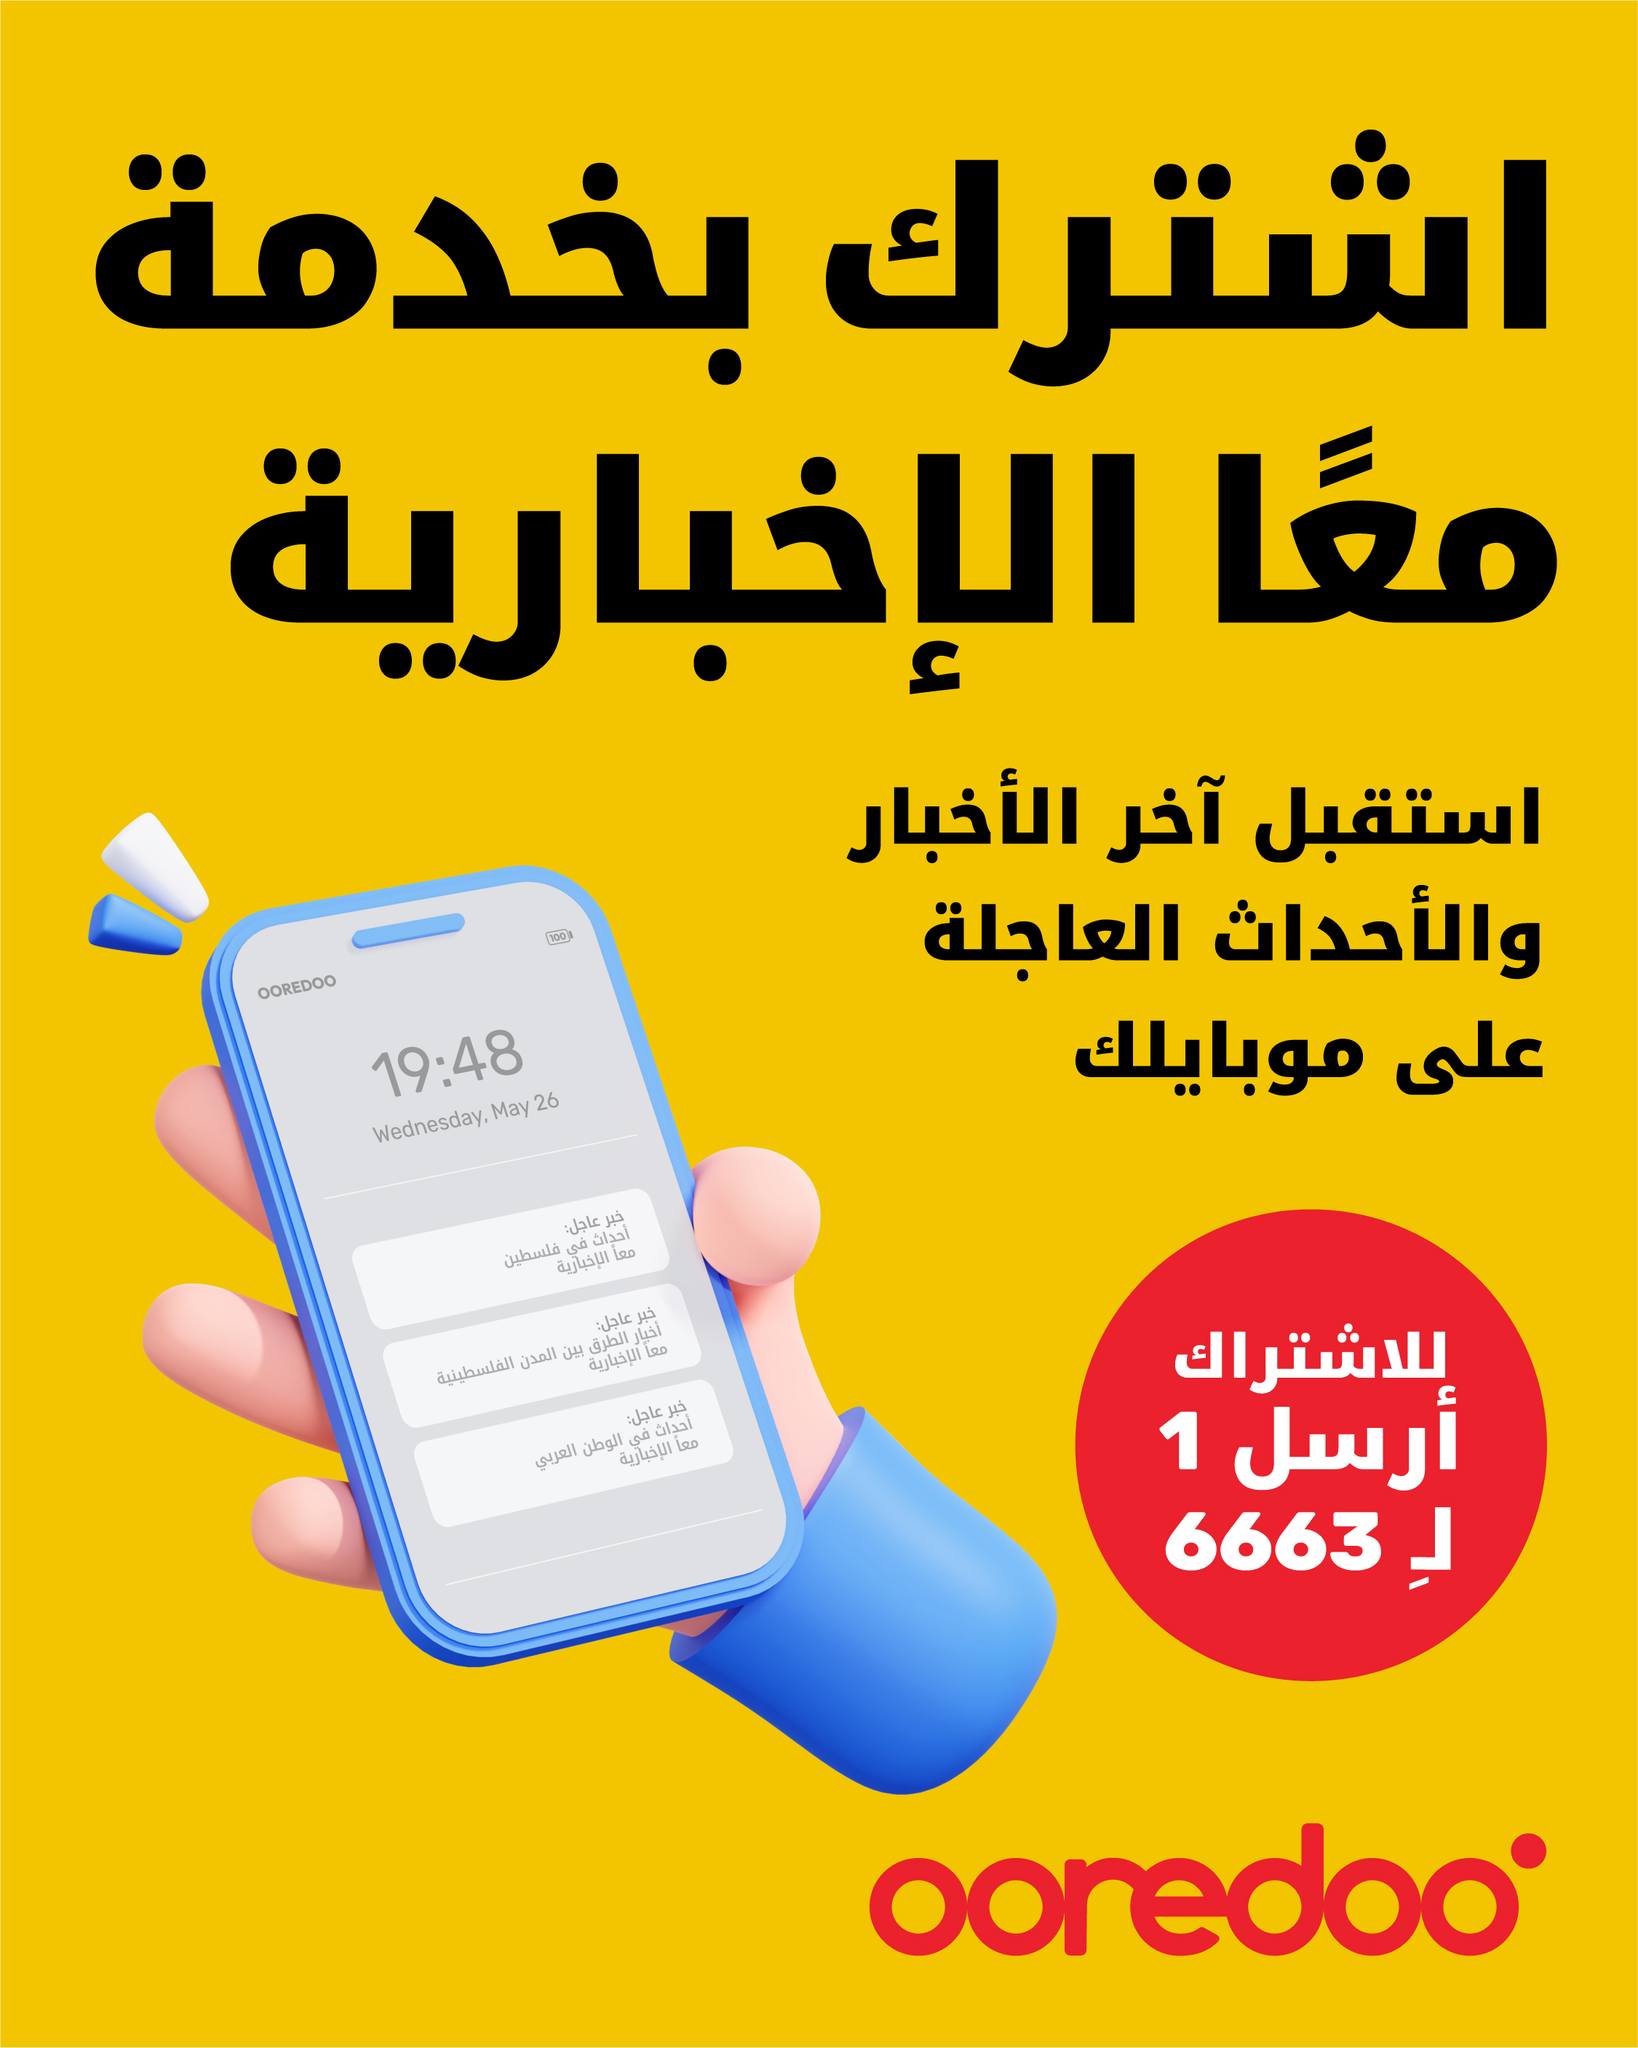 اشترك بخدمة
معًا الإخبارية
استقبل آخر الأخبار
والأحداث العاجلة
على موبايلك
100
OOREDOO
19:48
Wednesday, May 26
خبر عاجل:
أحداث في فلسطين
معاً الإخبارية
خبر عاجل:
أخبار الطرق بين المدن الفلسطينية
معاً الإخبارية
خبر عاجل:
أحداث في الوطن العربي
معاً الإخبارية
للاشتراك
أرسل 1
لـِ 6663
ooredoo